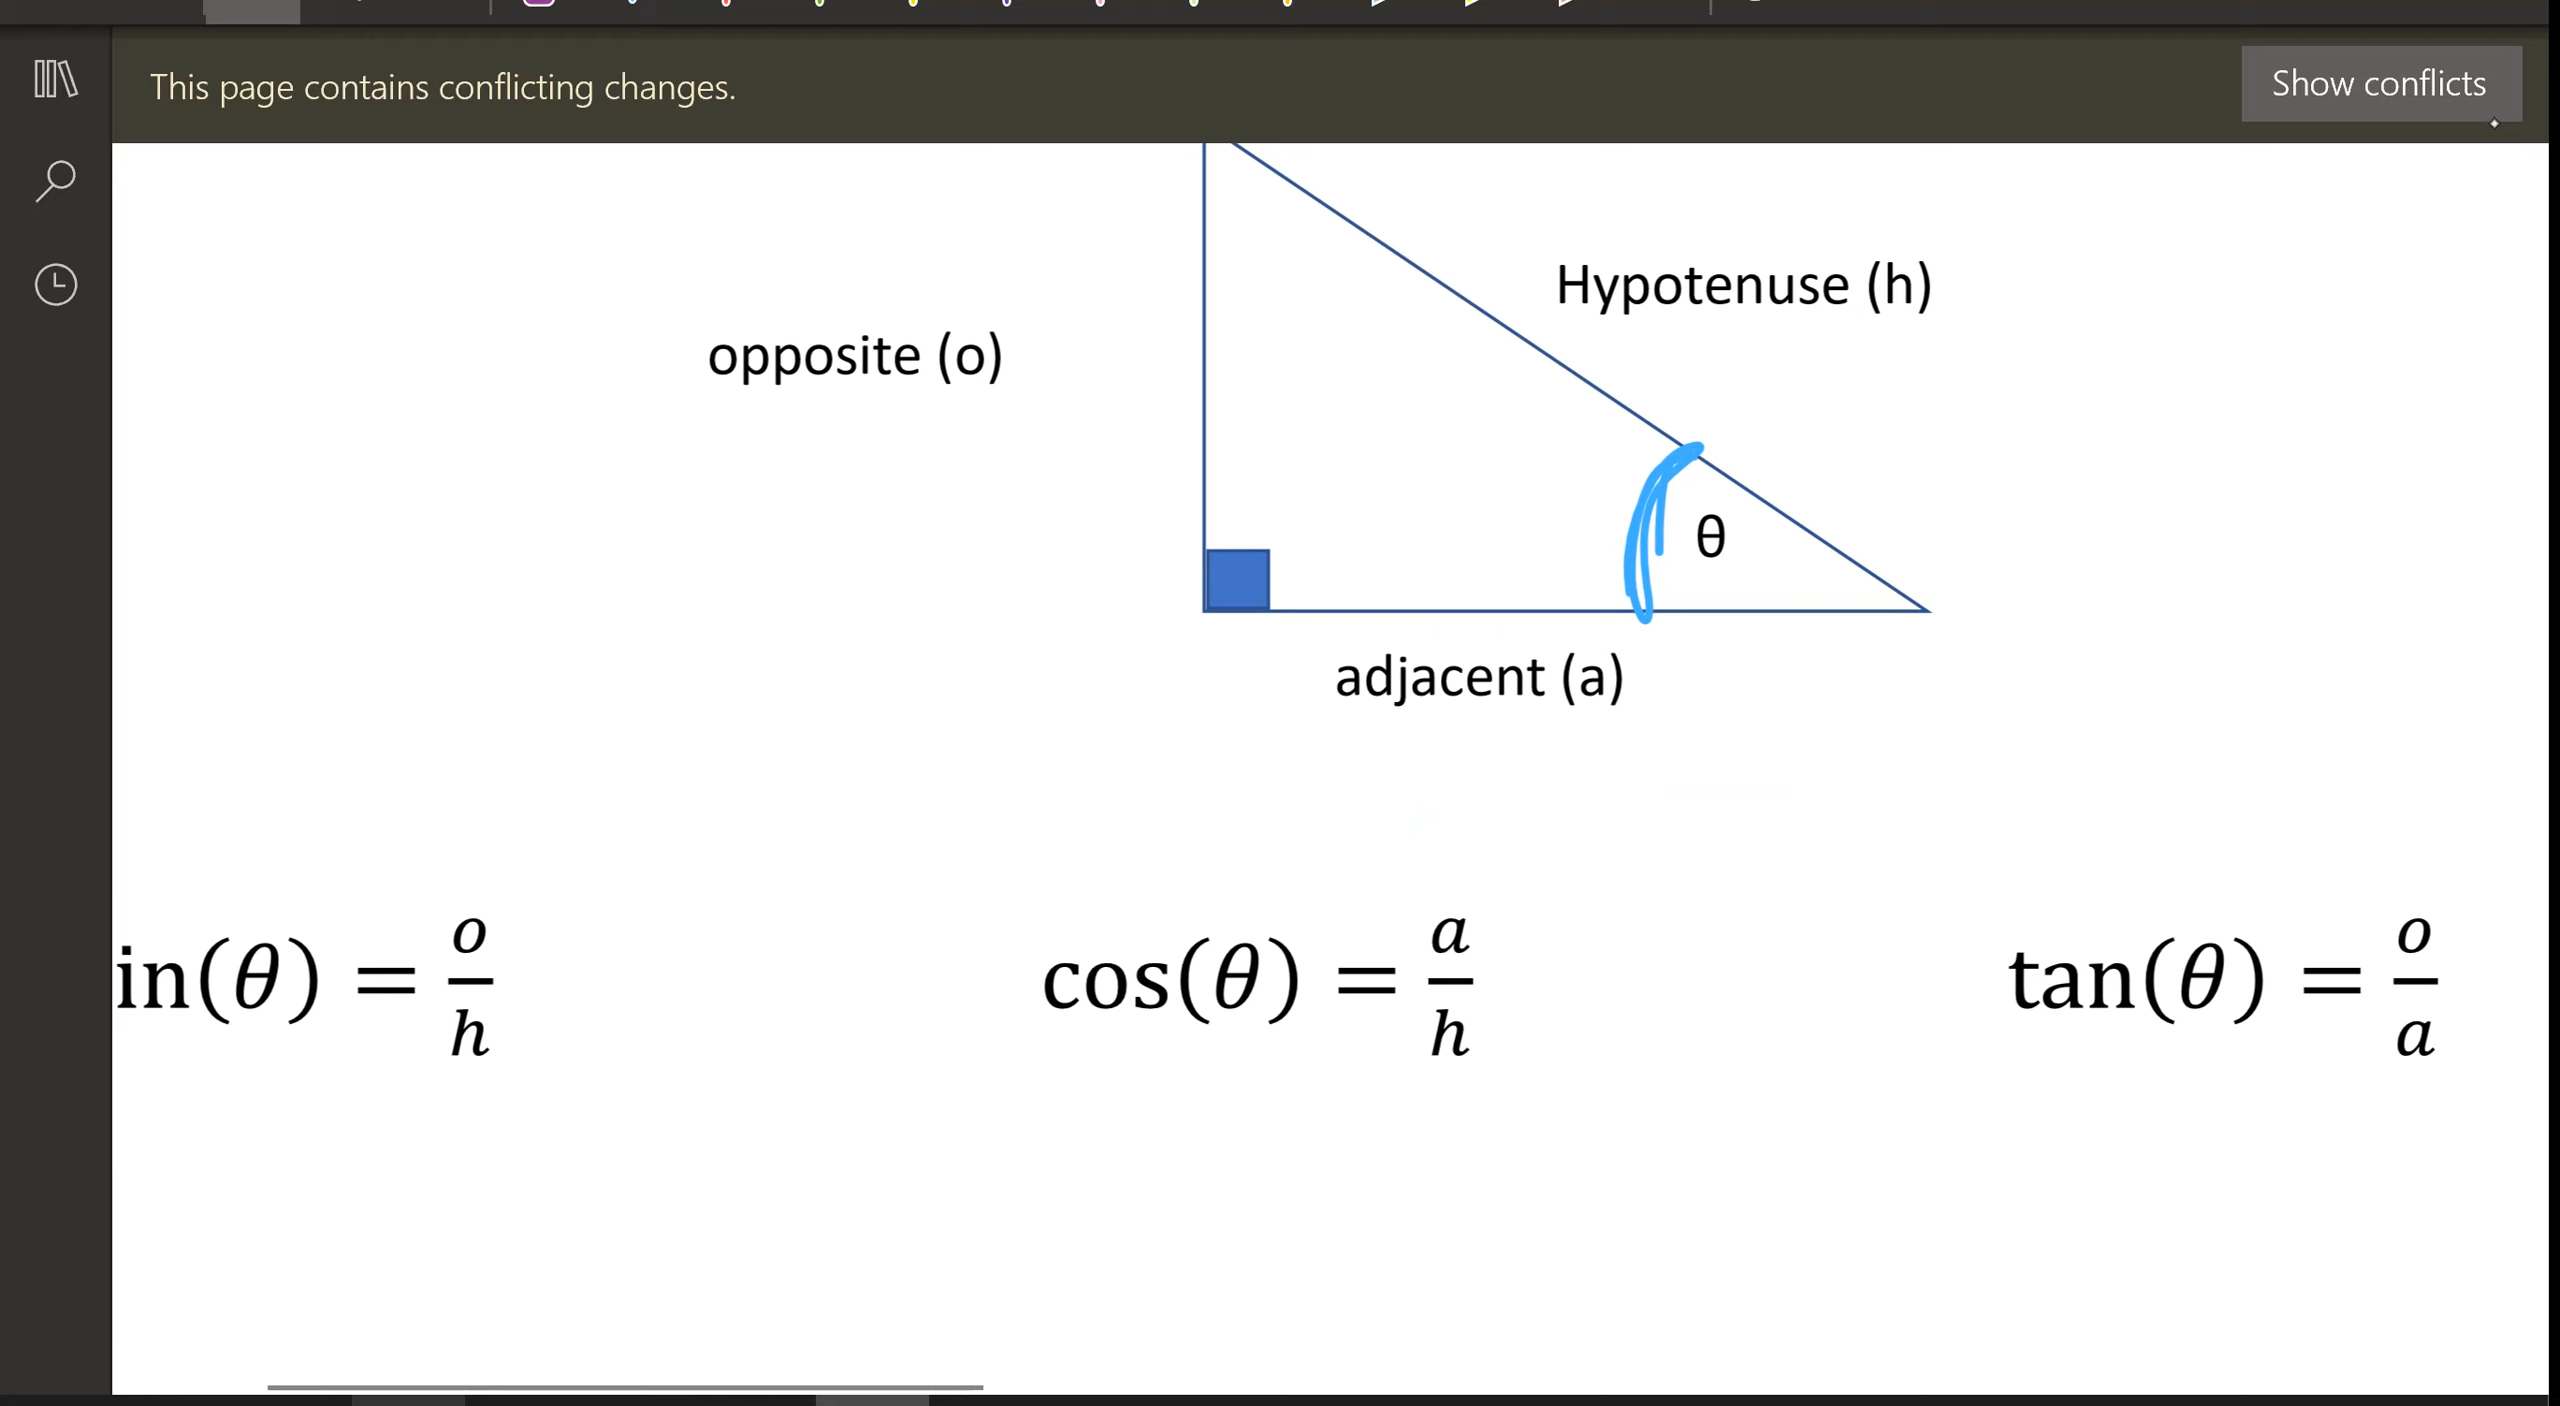 This page contains conflicting changes.
Show conflicts
Hypotenuse (h)
opposite (o)
θ
adjacent (a)
in(θ) = o/h
cos(θ) = a/h
tan(θ) = o/a